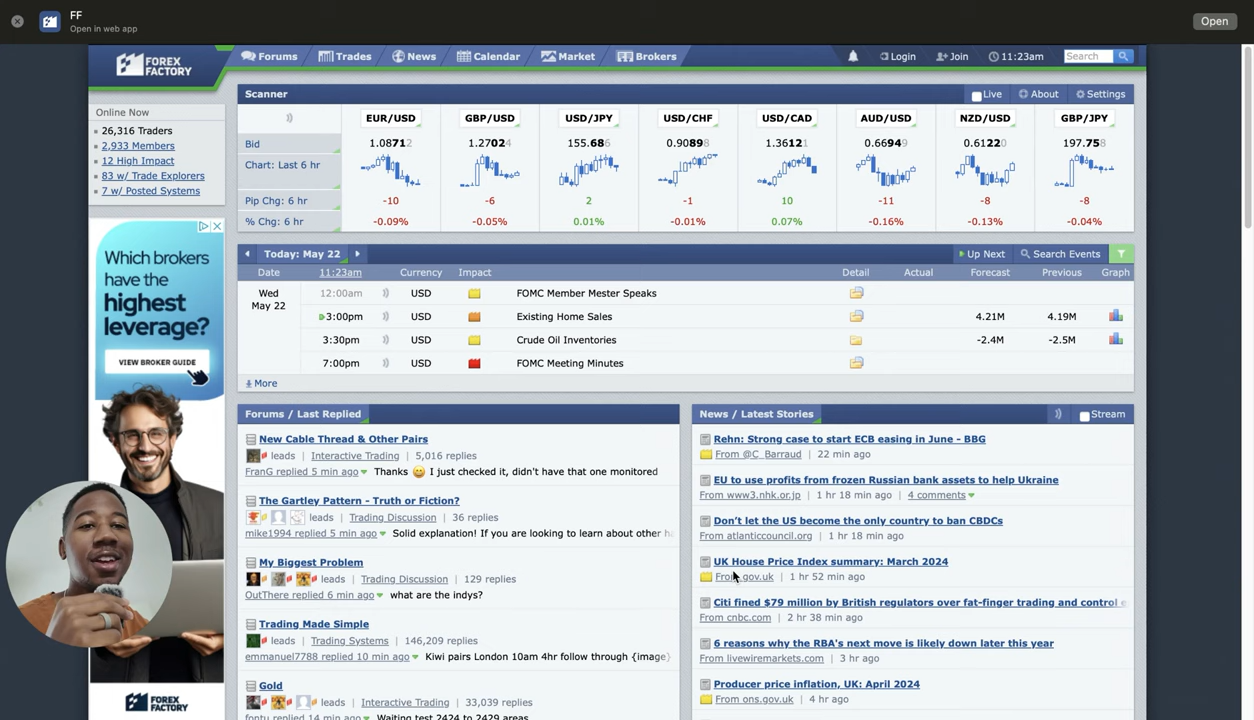 FF
Open in web app
Open
FOREX
FACTORY
Forums
Trades
News
Calendar
Market
Brokers
Login
Join
11:23am
Search
Online Now
26,316 Traders
2,933 Members
12 High Impact
83 w/ Trade Explorers
7 w/ Posted Systems
Which brokers
have the
highest
leverage?
VIEW BROKER GUIDE
FOREX
FACTORY
Scanner
Live
About
Settings
EUR/USD GBP/USD USD/JPY USD/CHF USD/CAD AUD/USD NZD/USD GBP/JPY
Bid 1.08712 1.27024 155.686 0.90898 1.36121 0.66949 0.61220 197.758
Chart: Last 6 hr
Pip Chg: 6 hr -10 -6 2 -1 10 -11 -8 -8
% Chg: 6 hr -0.09% -0.05% 0.01% -0.01% 0.07% -0.16% -0.13% -0.04%
Today: May 22
Up Next
Search Events
Date 11:23am Currency Impact Detail Actual Forecast Previous Graph
Wed
May 22
12:00am USD FOMC Member Mester Speaks
3:00pm USD Existing Home Sales 4.21M 4.19M
3:30pm USD Crude Oil Inventories -2.4M -2.5M
7:00pm USD FOMC Meeting Minutes
More
Forums / Last Replied
New Cable Thread & Other Pairs
leads | Interactive Trading | 5,016 replies
FranG replied 5 min ago Thanks 😀 I just checked it, didn't have that one monitored
The Gartley Pattern - Truth or Fiction?
leads | Trading Discussion | 36 replies
mike1994 replied 5 min ago Solid explanation! If you are looking to learn about other
My Biggest Problem
leads | Trading Discussion | 129 replies
OutThere replied 6 min ago what are the indys?
Trading Made Simple
leads | Trading Systems | 146,209 replies
emmanuel7788 replied 10 min ago Kiwi pairs London 10am 4hr follow through {image}
Gold
leads | Interactive Trading | 33,039 replies
fontu replied 14 min ago Waiting test 2424 to 2429 areas
News / Latest Stories
Stream
Rehn: Strong case to start ECB easing in June - BBG
From @C_Barraud | 22 min ago
EU to use profits from frozen Russian bank assets to help Ukraine
From www3.nhk.or.jp | 1 hr 18 min ago | 4 comments
Don't let the US become the only country to ban CBDCs
From atlanticcouncil.org | 1 hr 18 min ago
UK House Price Index summary: March 2024
From gov.uk | 1 hr 52 min ago
Citi fined $79 million by British regulators over fat-finger trading and control
From cnbc.com | 2 hr 38 min ago
6 reasons why the RBA's next move is likely down later this year
From livewiremarkets.com | 3 hr ago
Producer price inflation, UK: April 2024
From ons.gov.uk | 4 hr ago